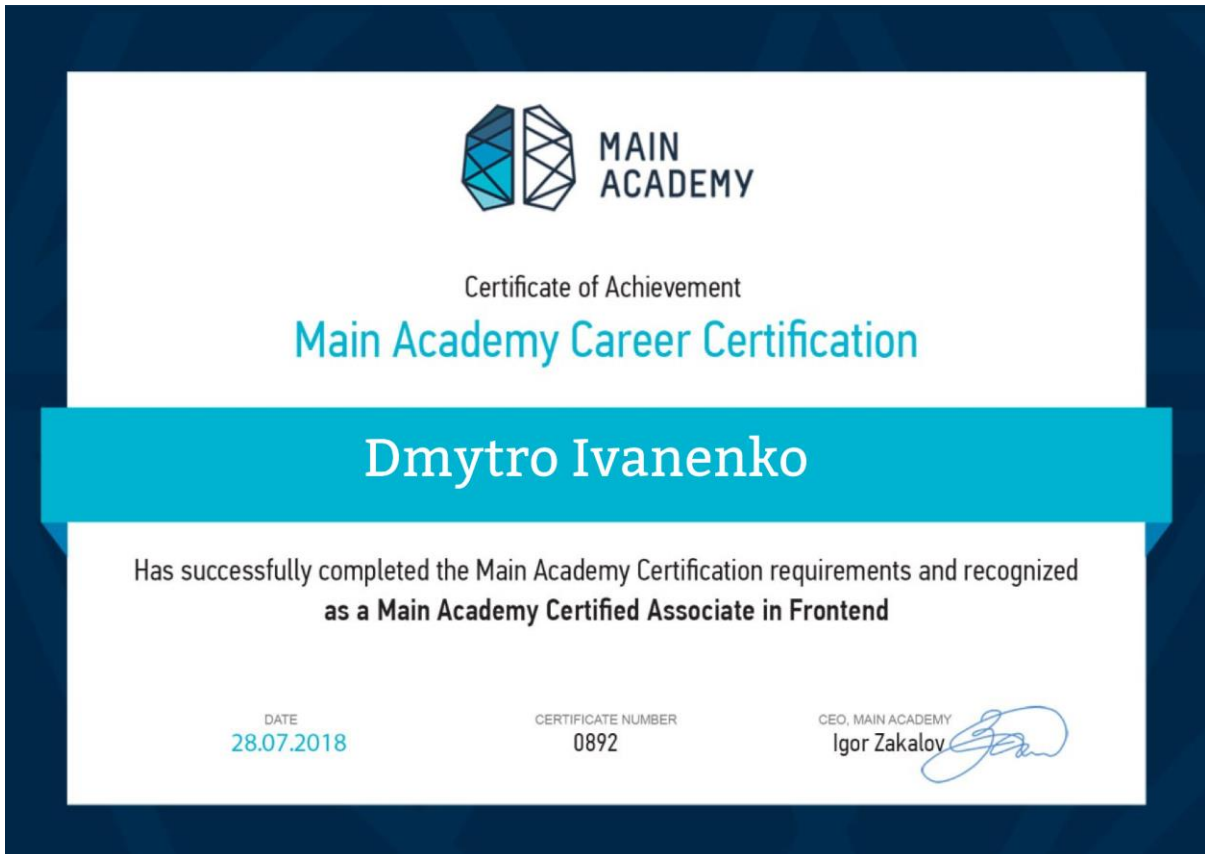 MAIN
ACADEMY
Certificate of Achievement
Main Academy Career Certification
Dmytro Ivanenko
Has successfully completed the Main Academy Certification requirements and recognized
as a Main Academy Certified Associate in Frontend
DATE
28.07.2018
CERTIFICATE NUMBER
0892
CEO, MAIN ACADEMY
Igor Zakalov